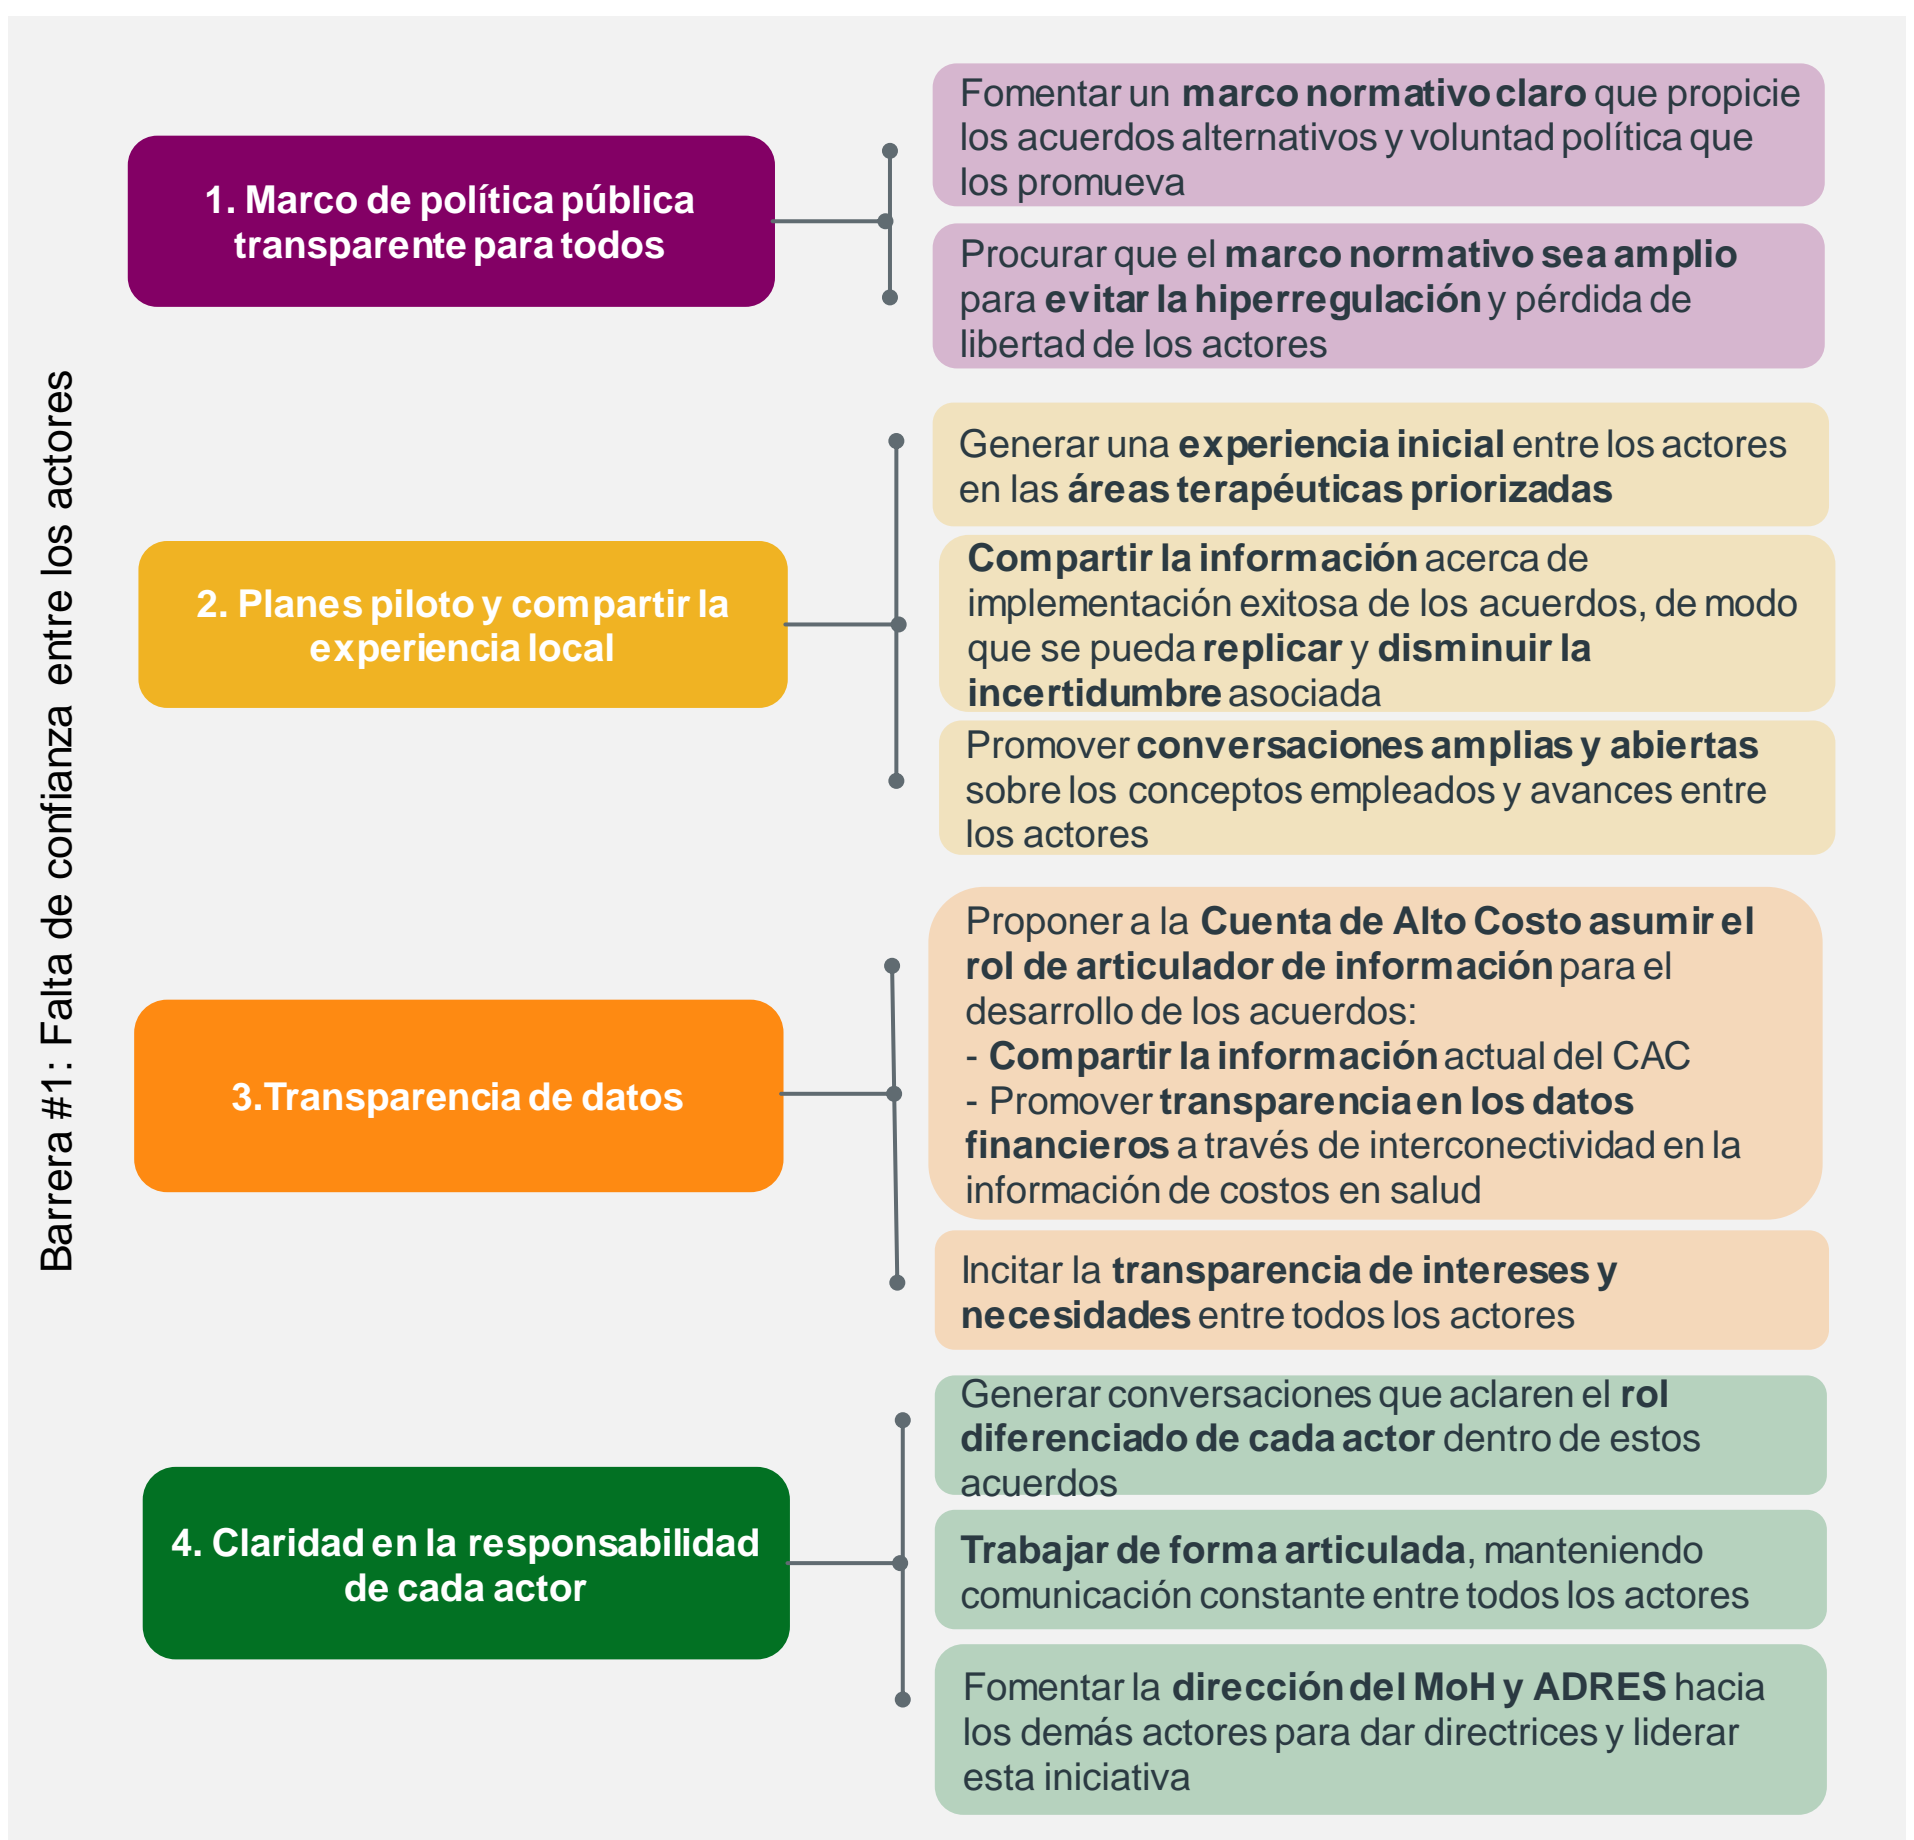 Barrera #1: Falta de confianza entre los actores
1. Marco de política pública
transparente para todos
Fomentar un marco normativo claro que propicie
los acuerdos alternativos y voluntad política que
los promueva
Procurar que el marco normativo sea amplio
para evitar la hiperregulación y pérdida de
libertad de los actores
2. Planes piloto y compartir la
experiencia local
Generar una experiencia inicial entre los actores
en las áreas terapéuticas priorizadas
Compartir la información acerca de
implementación exitosa de los acuerdos, de modo
que se pueda replicar y disminuir la
incertidumbre asociada
Promover conversaciones amplias y abiertas
sobre los conceptos empleados y avances entre
los actores
3.Transparencia de datos
Proponer a la Cuenta de Alto Costo asumir el
rol de articulador de información para el
desarrollo de los acuerdos:
- Compartir la información actual del CAC
- Promover transparencia en los datos
financieros a través de interconectividad en la
información de costos en salud
Incitar la transparencia de intereses y
necesidades entre todos los actores
4. Claridad en la responsabilidad
de cada actor
Generar conversaciones que aclaren el rol
diferenciado de cada actor dentro de estos
acuerdos
Trabajar de forma articulada, manteniendo
comunicación constante entre todos los actores
Fomentar la dirección del MoH y ADRES hacia
los demás actores para dar directrices y liderar
esta iniciativa